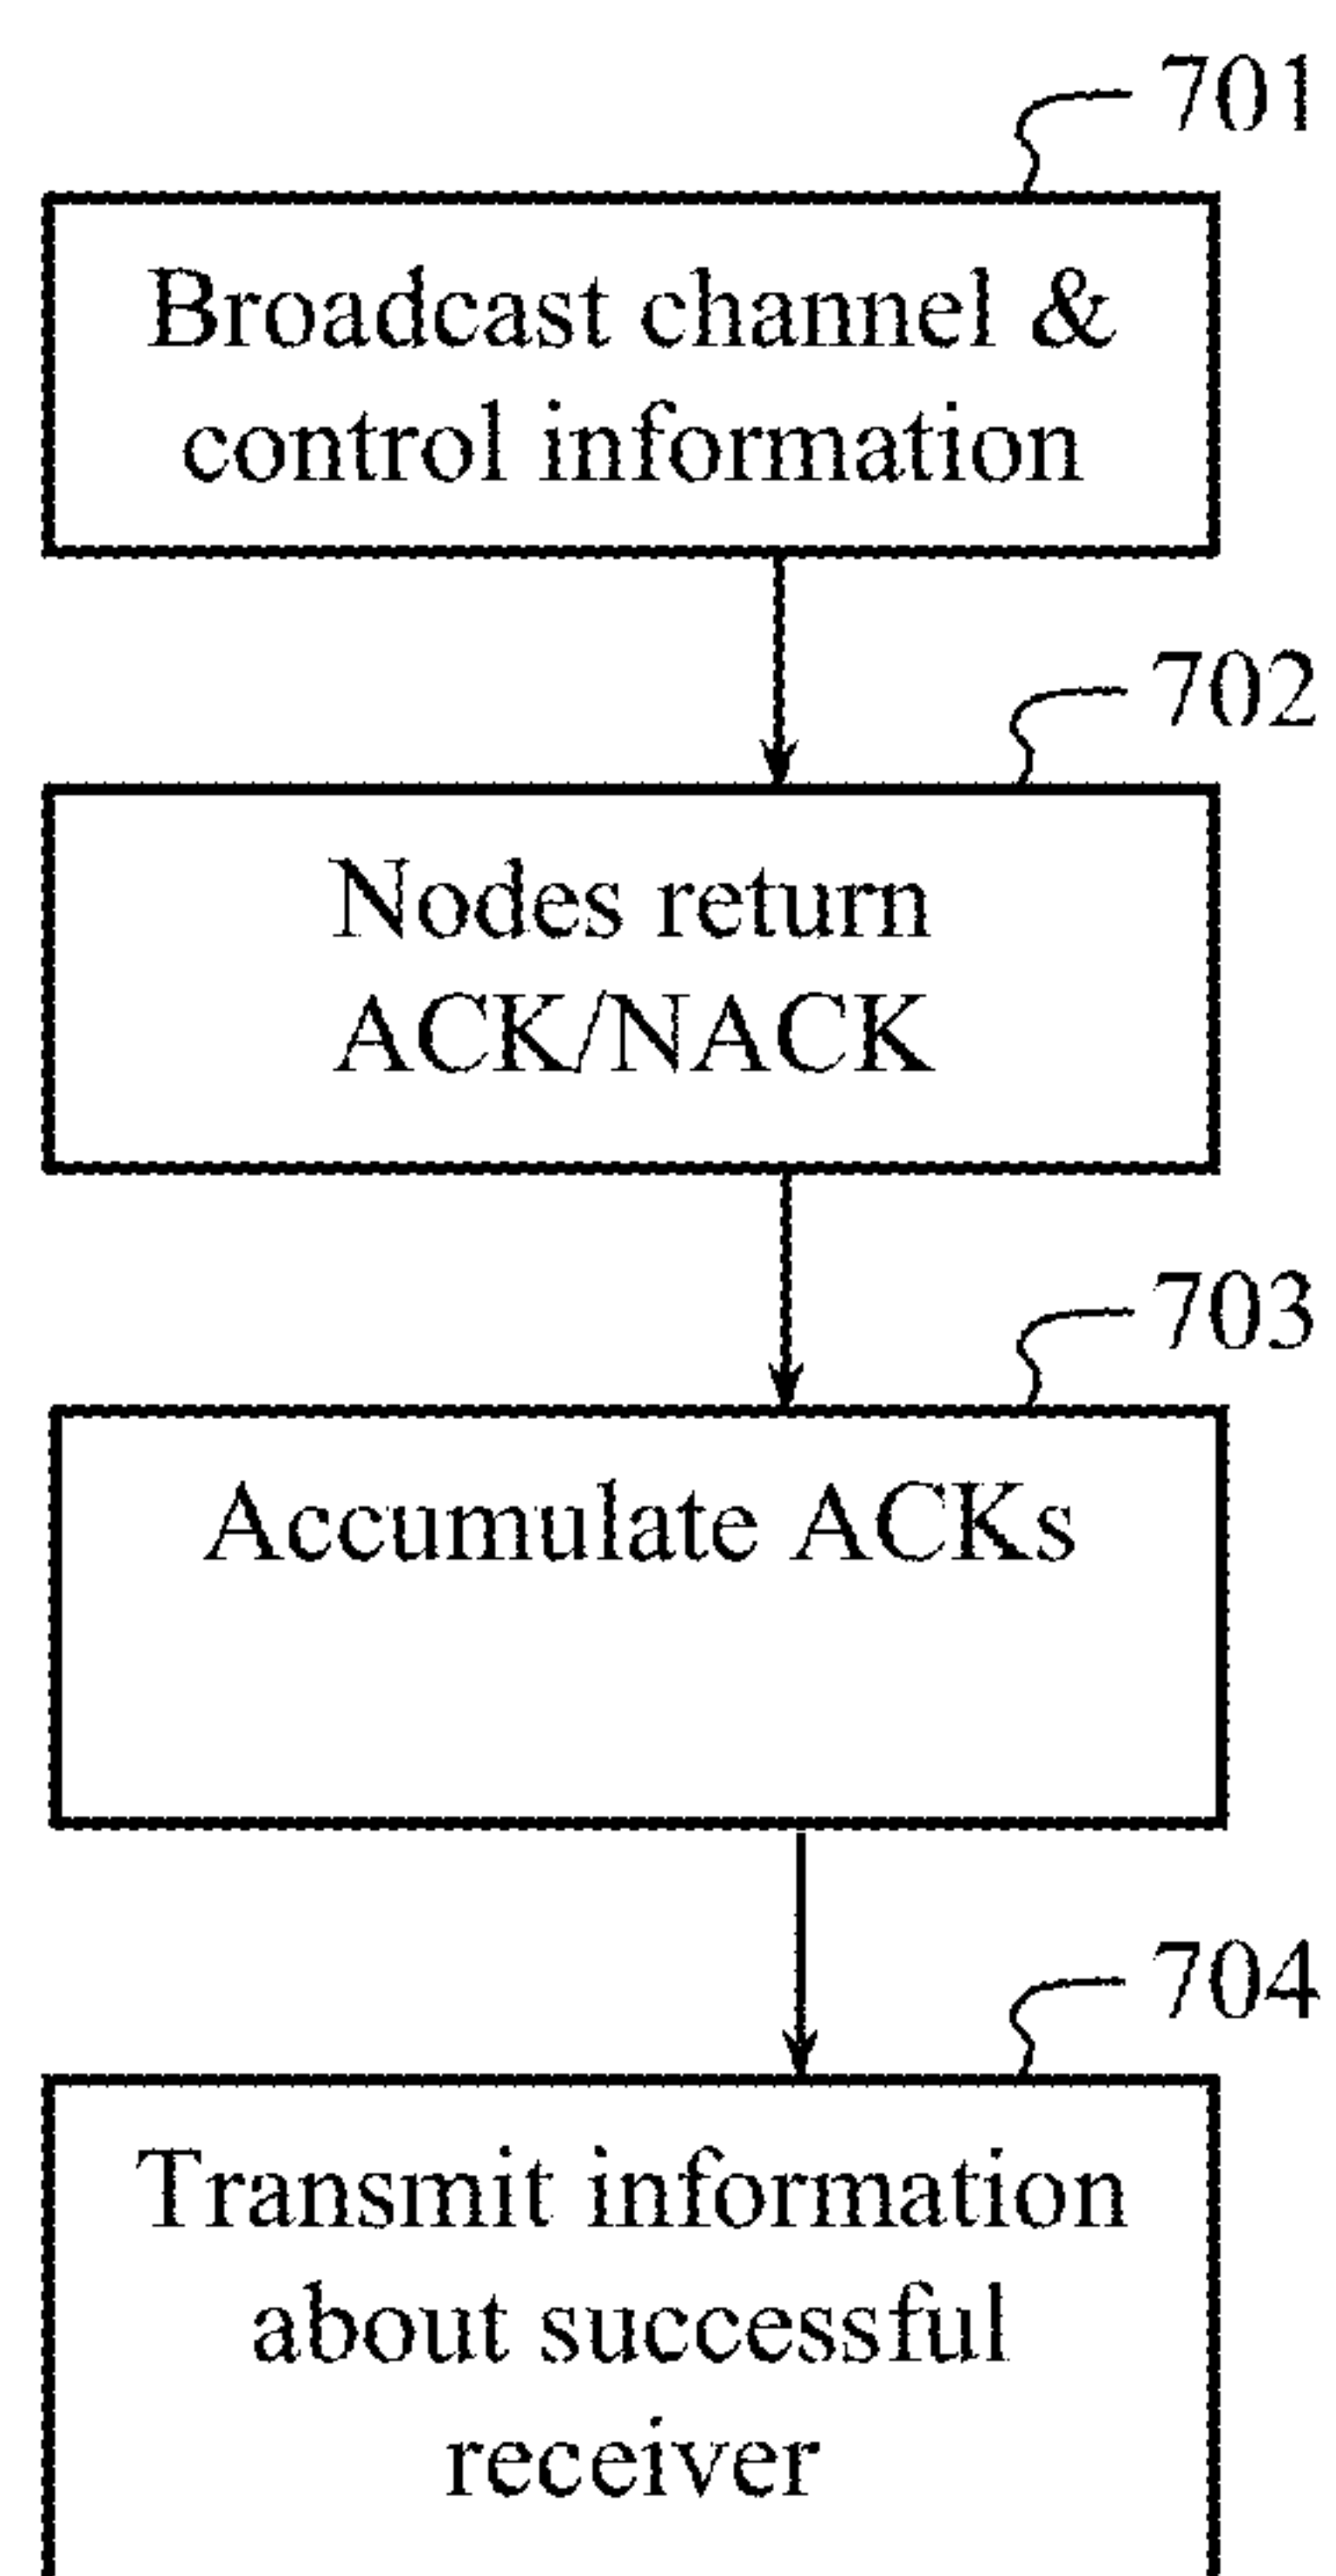 701
Broadcast channel &
control information
702
Nodes return
ACK/NACK
703
Accumulate ACKs
704
Transmit information
about successful
receiver